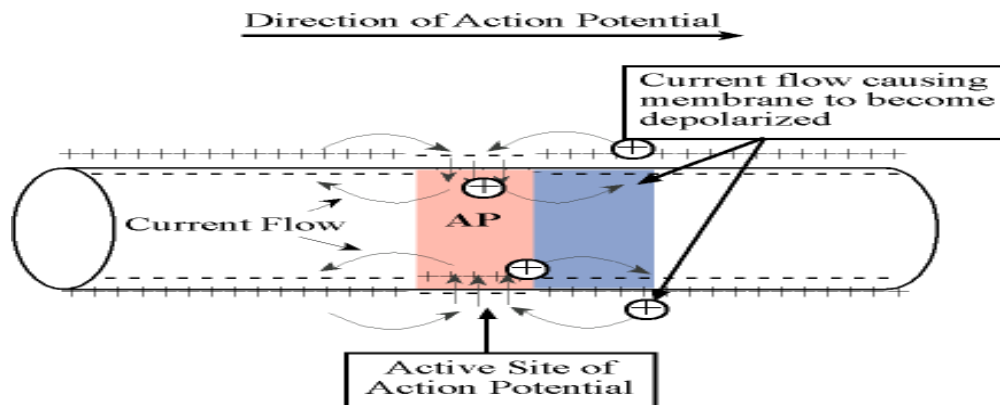 Direction of Action Potential
Current flow causing
membrane to become
depolarized
AP
Current Flow
Active Site of
Action Potential